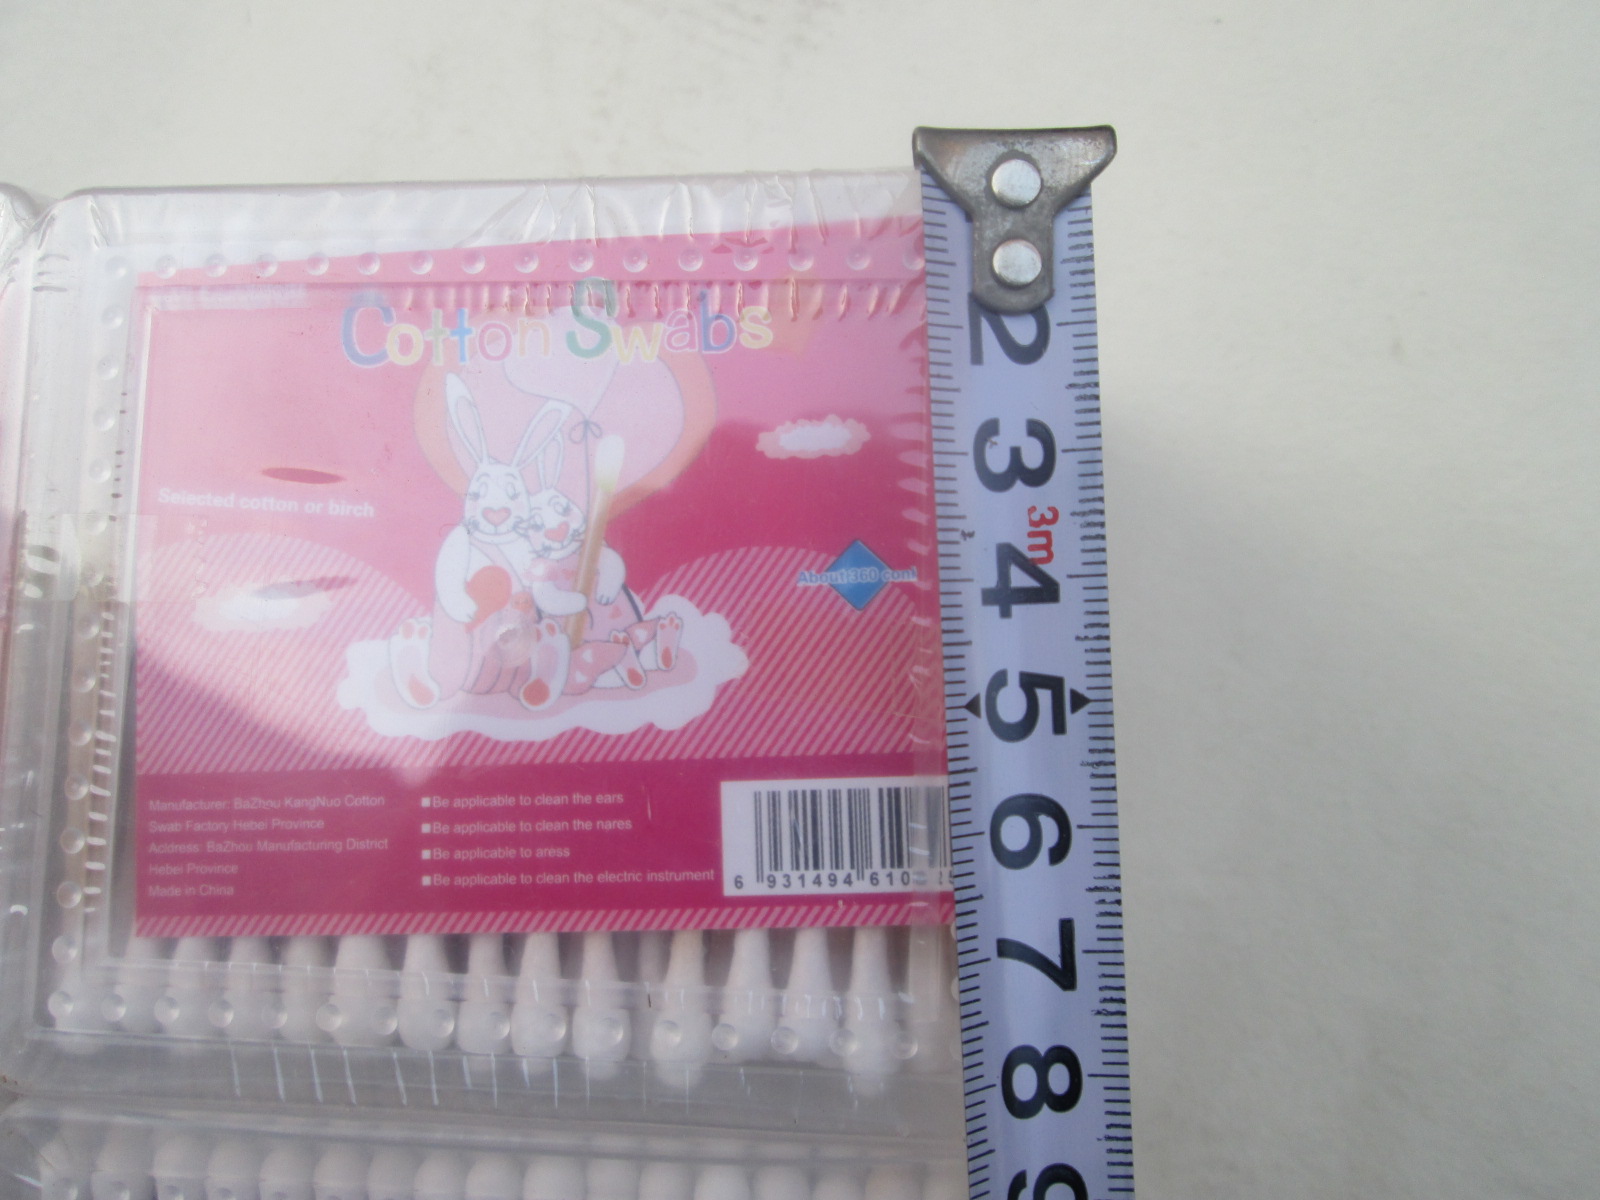 Cotton Swabs
Selected cotton or birch
About 360 coni
Manufacturer: BaZhou KangNuo Cotton
Swab Factory Hebei Province
Acldress: BaZhou Manufacturing District
Hebei Province
Made in China
Be applicable to clean the ears
Be applicable to clean the nares
Be applicable to aress
Be applicable to clean the electric instrument
6 931494 610
2
3
3m
4
5
6
7
8
9